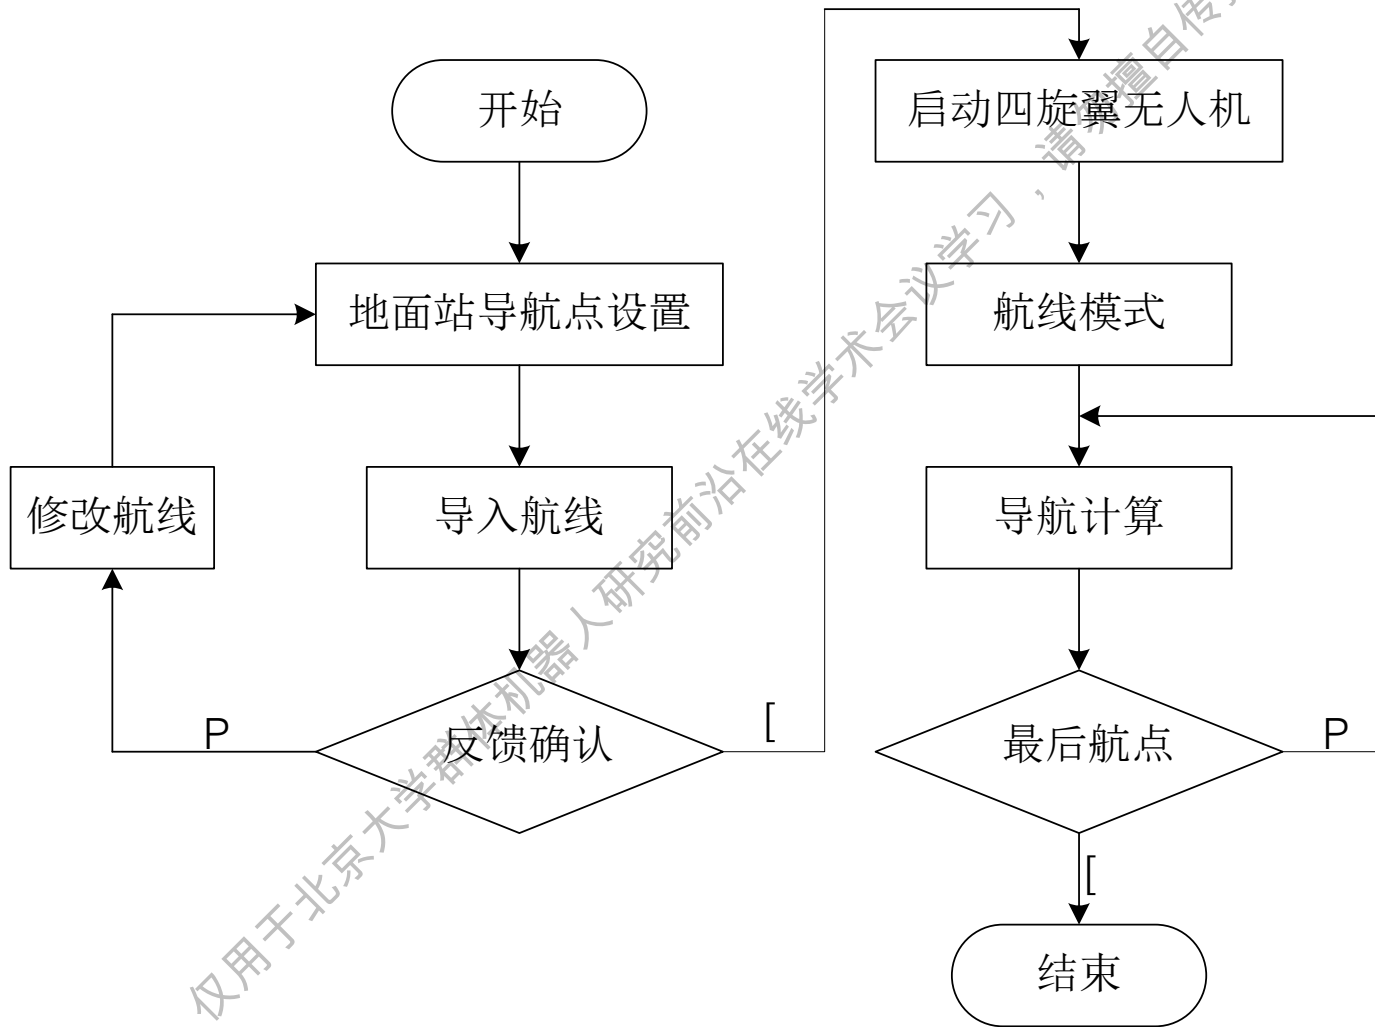 开始
地面站导航点设置
修改航线
导入航线
P
反馈确认
[
启动四旋翼无人机
航线模式
导航计算
最后航点
P
[
结束
仅用于北京大学群体机器人研究前沿在线学术会议学习，请勿擅自传